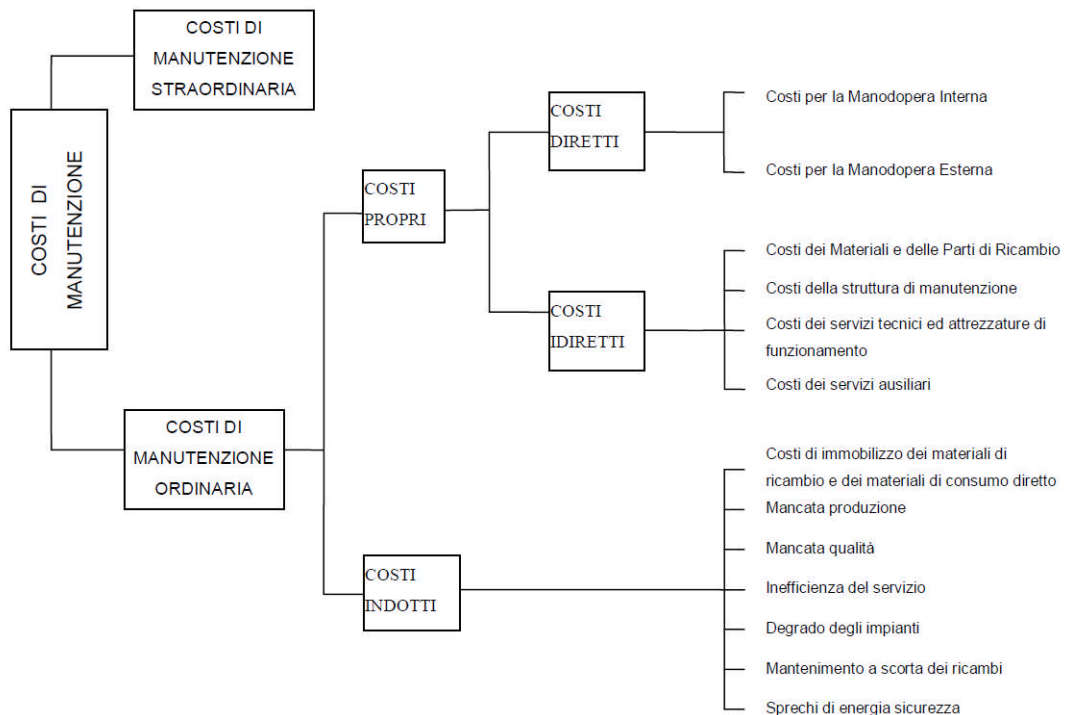 COSTI DI
MANUTENZIONE
STRAORDINARIA
COSTI DI
MANUTENZIONE
COSTI DI
MANUTENZIONE
ORDINARIA
COSTI
PROPRI
COSTI
INDOTTI
COSTI
DIRETTI
COSTI
IDIRETTI
Costi per la Manodopera Interna
Costi per la Manodopera Esterna
Costi dei Materiali e delle Parti di Ricambio
Costi della struttura di manutenzione
Costi dei servizi tecnici ed attrezzature di
funzionamento
Costi dei servizi ausiliari
Costi di immobilizzo dei materiali di
ricambio e dei materiali di consumo diretto
Mancata produzione
Mancata qualità
Inefficienza del servizio
Degrado degli impianti
Mantenimento a scorta dei ricambi
Sprechi di energia sicurezza